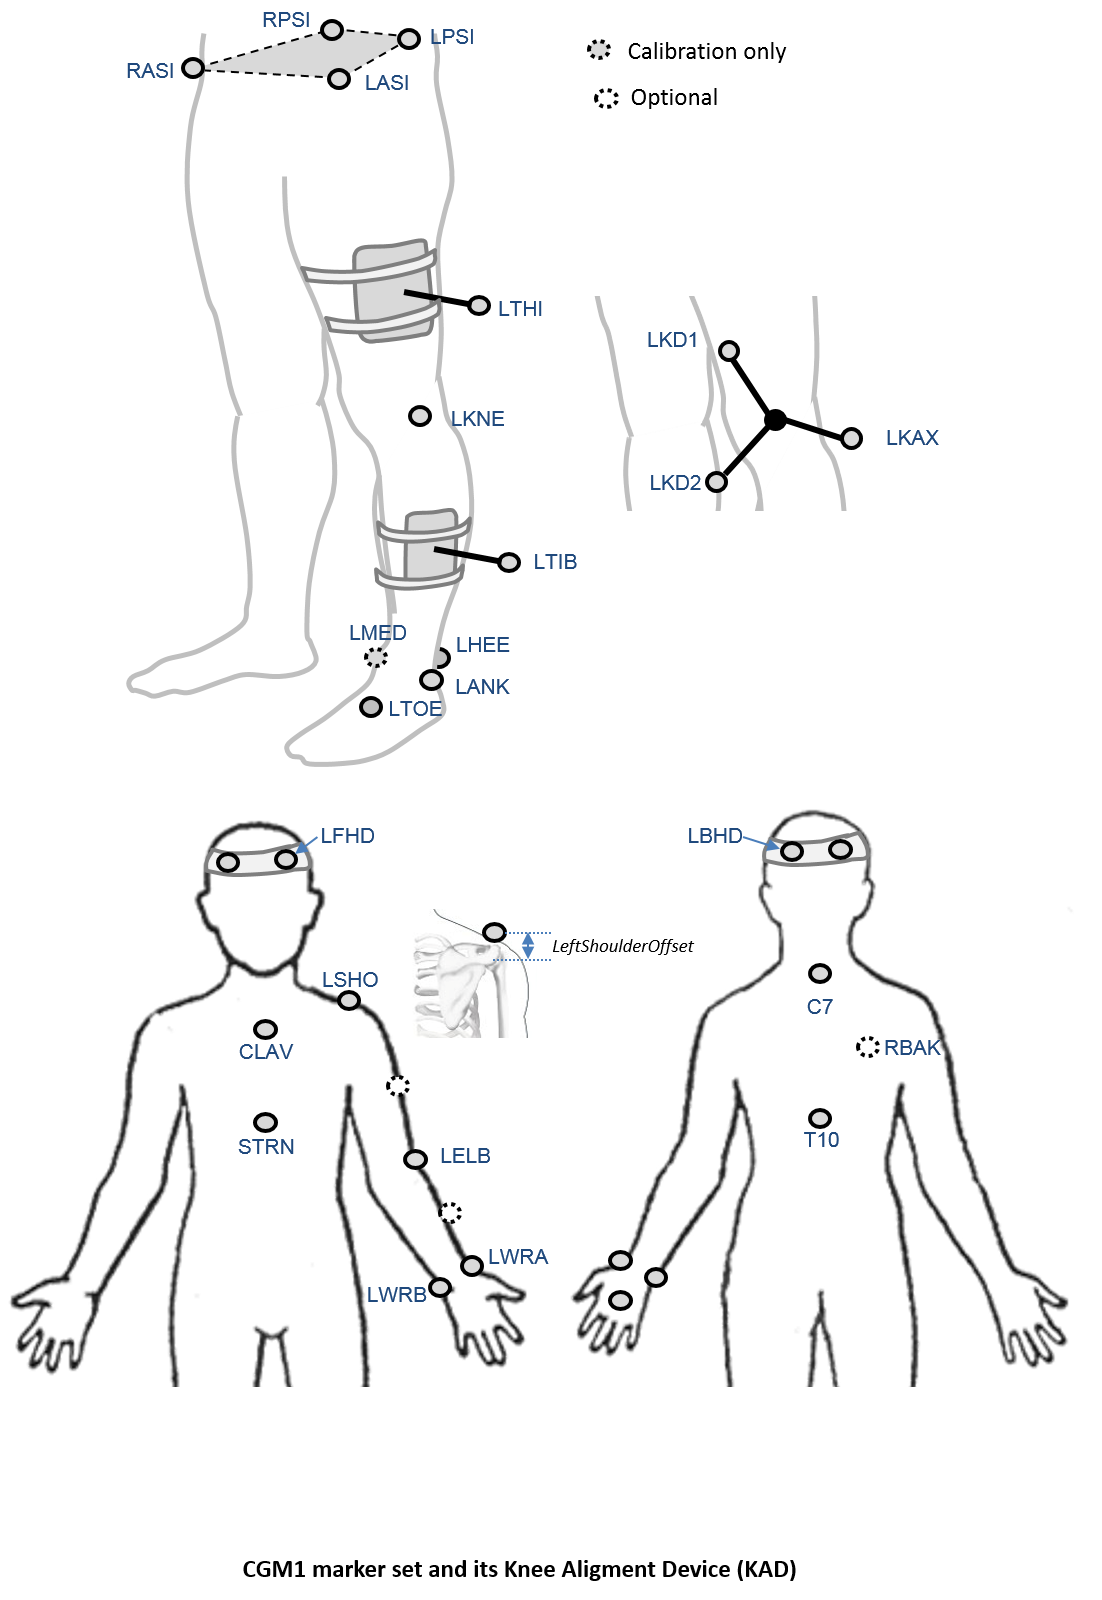 RPSI
LPSI
RASI
LASI
Calibration only
Optional
LTHI
LKD1
LKNE
LKAX
LKD2
LTIB
LMED
LHEE
LANK
LTOE
LFHD
LBHD
LeftShoulderOffset
LSHO
C7
CLAV
RBAK
STRN
T10
LELB
LWRA
LWRB
CGM1 marker set and its Knee Aligment Device (KAD)